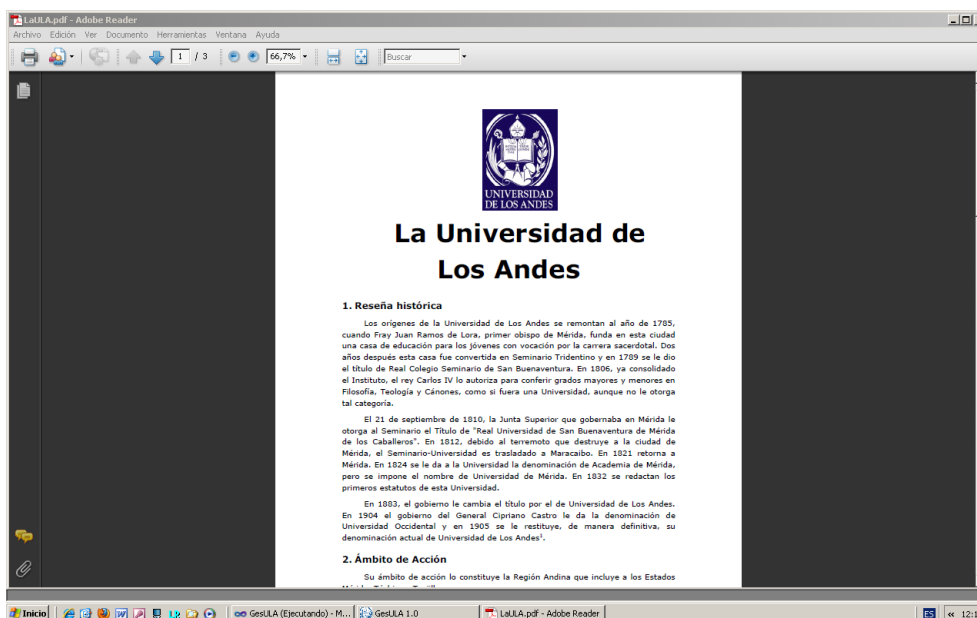 LaULA.pdf - Adobe Reader
Archivo Edición Ver Documento Herramientas Ventana Ayuda
1 / 3 66,7% Buscar
UNIVERSIDAD
DE LOS ANDES
La Universidad de
Los Andes
1. Reseña histórica
Los orígenes de la Universidad de Los Andes se remontan al año de 1785,
cuando Fray Juan Ramos de Lora, primer obispo de Mérida, funda en esta ciudad
una casa de educación para los jóvenes con vocación por la carrera sacerdotal. Dos
años después esta casa fue convertida en Seminario Tridentino y en 1789 se le dio
el título de Real Colegio Seminario de San Buenaventura. En 1806, ya consolidado
el Instituto, el rey Carlos IV lo autoriza para conferir grados mayores y menores en
Filosofía, Teología y Cánones, como si fuera una Universidad, aunque no le otorga
tal categoría.
El 21 de septiembre de 1810, la Junta Superior que gobernaba en Mérida le
otorga al Seminario el Título de "Real Universidad de San Buenaventura de Mérida
de los Caballeros". En 1812, debido al terremoto que destruye a la ciudad de
Mérida, el Seminario-Universidad es trasladado a Maracaibo. En 1821 retorna a
Mérida. En 1824 se le da a la Universidad la denominación de Academia de Mérida,
pero se impone el nombre de Universidad de Mérida. En 1832 se redactan los
primeros estatutos de esta Universidad.
En 1883, el gobierno le cambia el título por el de Universidad de Los Andes.
En 1904 el gobierno del General Cipriano Castro le da la denominación de
Universidad Occidental y en 1905 se le restituye, de manera definitiva, su
denominación actual de Universidad de Los Andes¹.
2. Ámbito de Acción
Su ámbito de acción lo constituye la Región Andina que incluye a los Estados
Inicio GesULA (Ejecutando) - M... GesULA 1.0 LaULA.pdf - Adobe Reader ES « 12:1